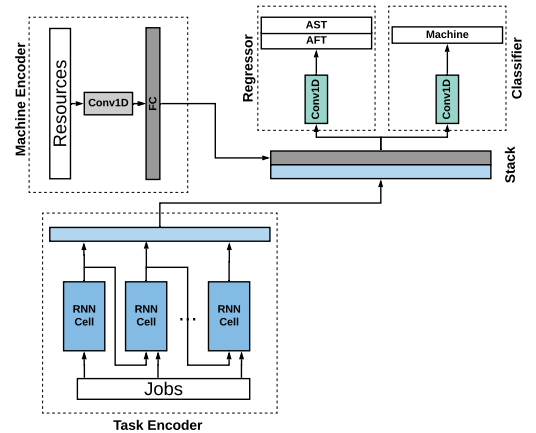 Machine Encoder
Resources
Conv1D
FC
Regressor
AST
AFT
Conv1D
Machine
Conv1D
Classifier
Stack
RNN
Cell
RNN
Cell
...
RNN
Cell
Jobs
Task Encoder